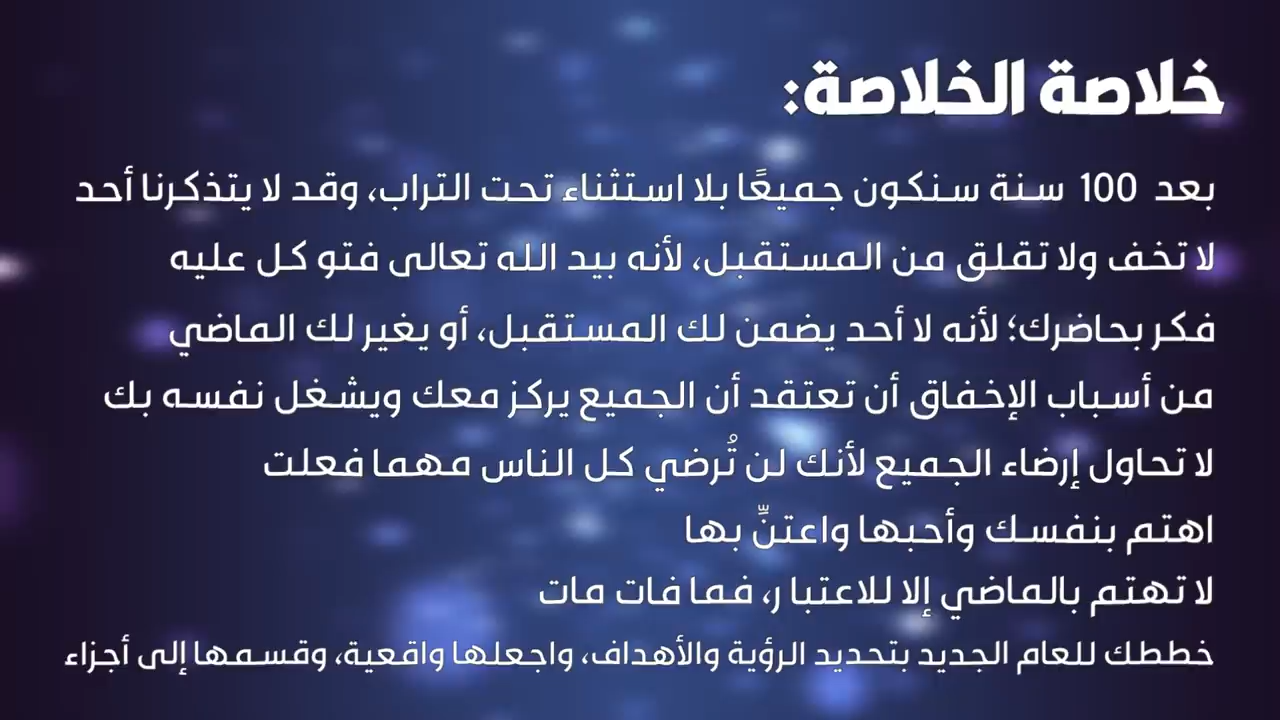 خلاصة الخلاصة:
بعد 100 سنة سنكون جميعًا بلا استثناء تحت التراب، وقد لا يتذكرنا أحد
لا تخف ولا تقلق من المستقبل، لأنه بيد الله تعالى فتو كل عليه
فكر بحاضرك؛ لأنه لا أحد يضمن لك المستقبل، أو يغير لك الماضي
من أسباب الإخفاق أن تعتقد أن الجميع يركز معك ويشغل نفسه بك
لا تحاول إرضاء الجميع لأنك لن تُرضي كل الناس مهما فعلت
اهتم بنفسك وأحبها واعتنِّ بها
لا تهتم بالماضي إلا للاعتبا ر، فما فات مات
خططك للعام الجديد بتحديد الرؤية والأهداف، واجعلها واقعية، وقسمها إلى أجزاء